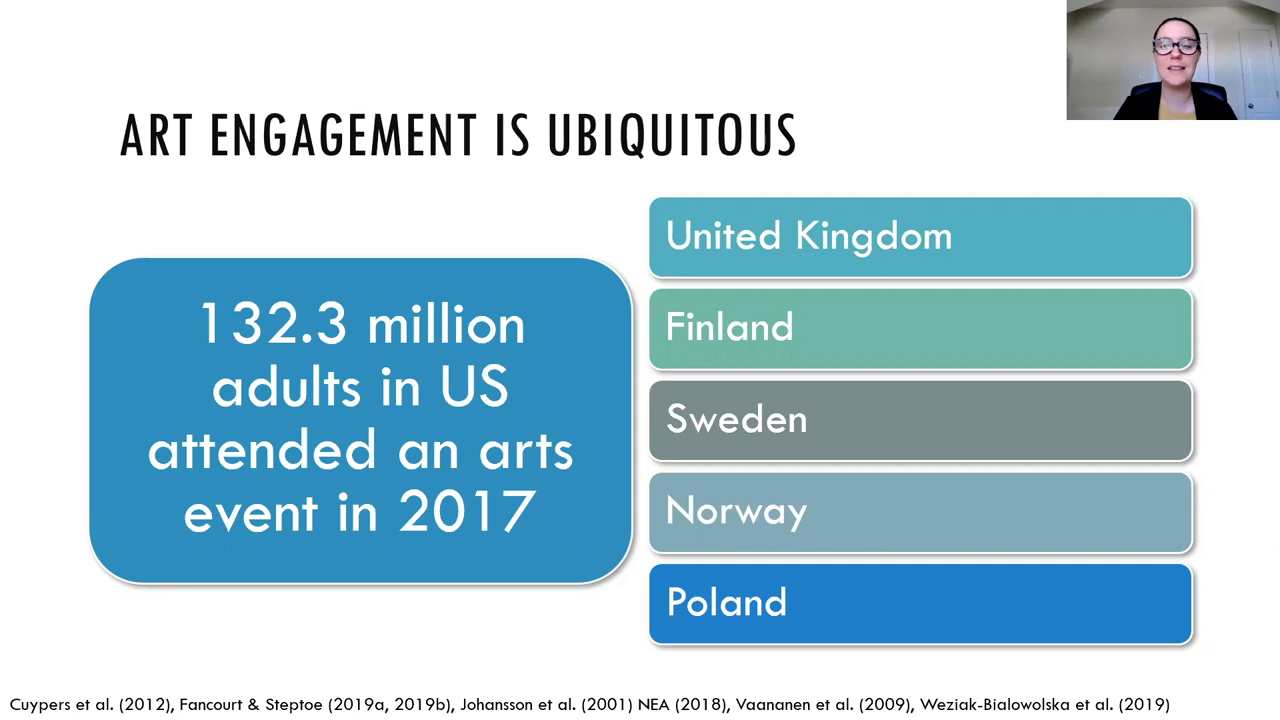 ART ENGAGEMENT IS UBIQUITOUS
132.3 million
adults in US
attended an arts
event in 2017
United Kingdom
Finland
Sweden
Norway
Poland
Cuypers et al. (2012), Fancourt & Steptoe (2019a, 2019b), Johansson et al. (2001) NEA (2018), Vaananen et al. (2009), Weziak-Bialowolska et al. (2019)